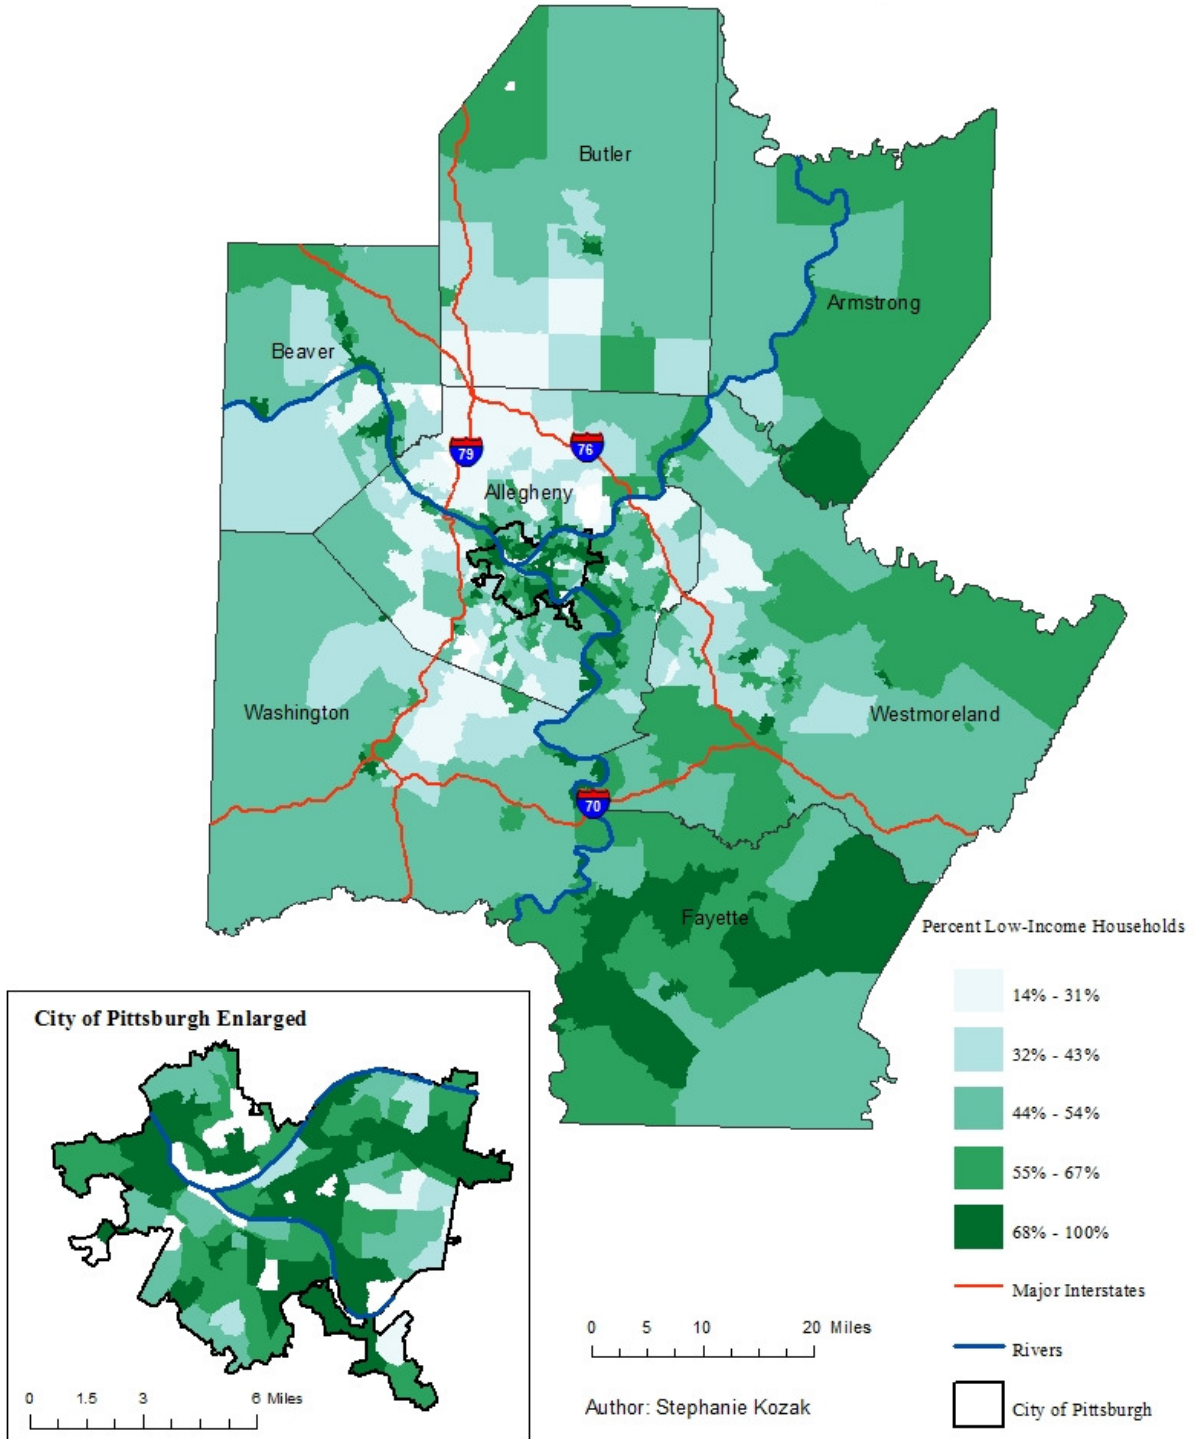 Butler
Armstrong
Beaver
79
76
Allegheny
Washington
Westmoreland
70
Fayette
Percent Low-Income Households
14% - 31%
32% - 43%
44% - 54%
55% - 67%
68% - 100%
Major Interstates
Rivers
City of Pittsburgh
City of Pittsburgh Enlarged
0 1.5 3 6 Miles
0 5 10 20 Miles
Author: Stephanie Kozak